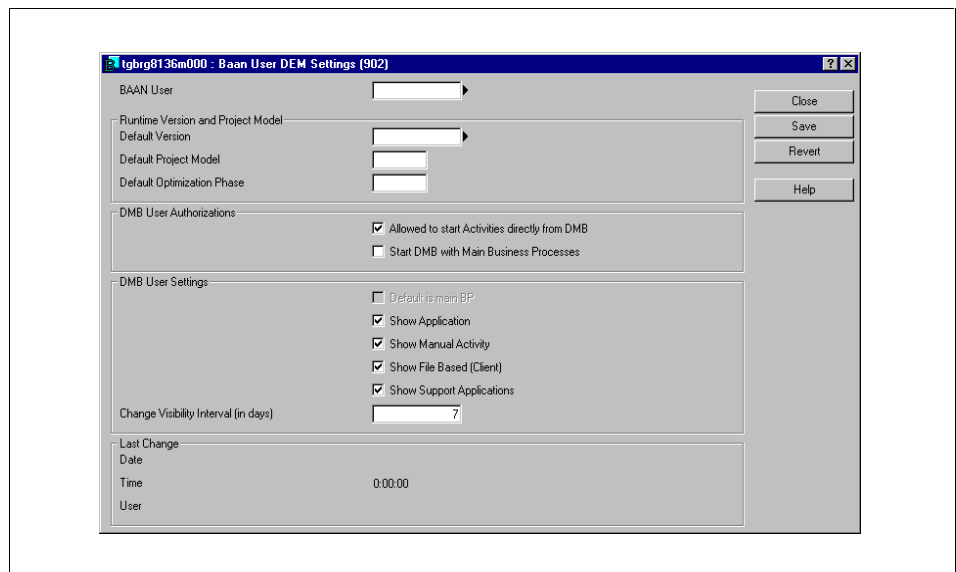 tgbrg8136m000 : Baan User DEM Settings (902)
BAAN User
Close
Runtime Version and Project Model
Save
Default Version
Revert
Default Project Model
Default Optimization Phase
Help
DMB User Authorizations
Allowed to start Activities directly from DMB
Start DMB with Main Business Processes
DMB User Settings
Default is main BP
Show Application
Show Manual Activity
Show File Based (Client)
Show Support Applications
Change Visibility Interval (in days) 7
Last Change
Date
Time 0:00:00
User